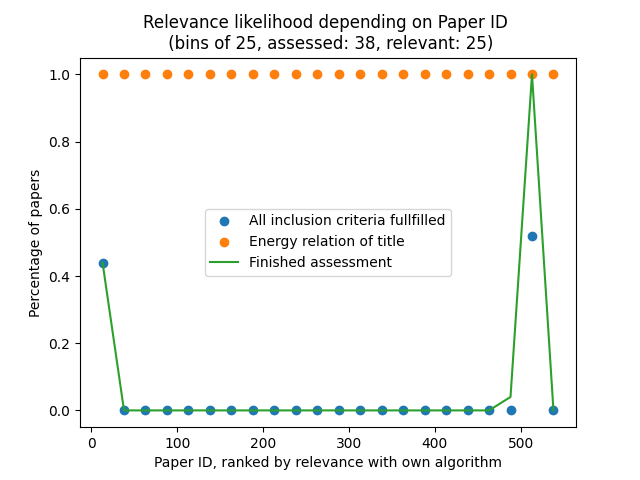 Relevance likelihood depending on Paper ID
(bins of 25, assessed: 38, relevant: 25)
1.0
0.8
0.6
0.4
0.2
0.0
Percentage of papers
All inclusion criteria fullfilled
Energy relation of title
Finished assessment
0 100 200 300 400 500
Paper ID, ranked by relevance with own algorithm